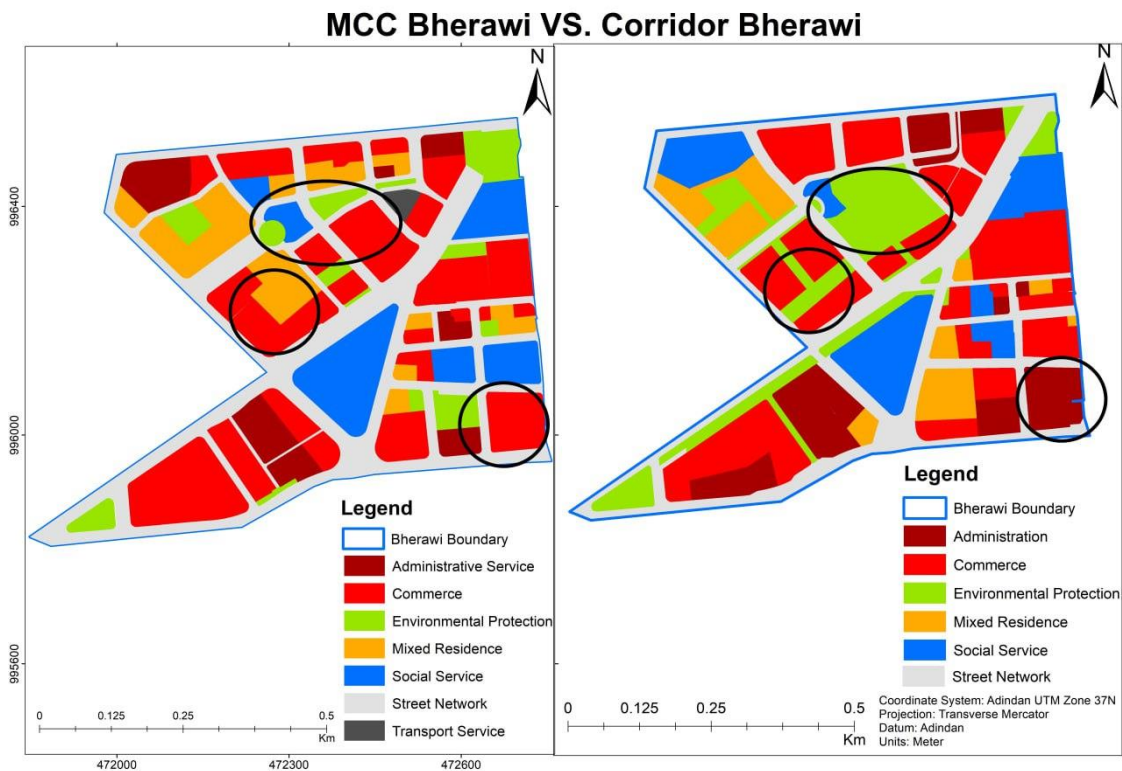 MCC Bherawi VS. Corridor Bherawi
N
996400
996000
995600
Legend
Bherawi Boundary
Administrative Service
Commerce
Environmental Protection
Mixed Residence
Social Service
Street Network
Transport Service
0 0.125 0.25 0.5
Km
472000 472300 472600
N
Legend
Bherawi Boundary
Administration
Commerce
Environmental Protection
Mixed Residence
Social Service
Street Network
0 0.125 0.25 0.5
Km
Coordinate System: Adindan UTM Zone 37N
Projection: Transverse Mercator
Datum: Adindan
Units: Meter